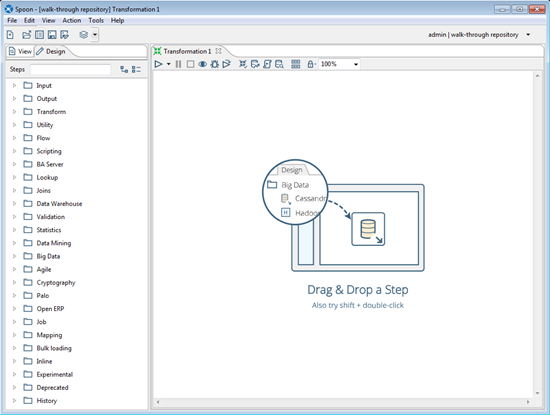 Spoon - [walk-through repository] Transformation 1
File Edit View Action Tools Help
admin | walk-through repository
View Design
Transformation 1
Steps
100%
Input
Output
Transform
Utility
Flow
Scripting
BA Server
Lookup
Joins
Data Warehouse
Validation
Statistics
Data Mining
Big Data
Agile
Cryptography
Palo
Open ERP
Job
Mapping
Bulk loading
Inline
Experimental
Deprecated
History
Design
Big Data
Cassandr
H Hadoo
Drag & Drop a Step
Also try shift + double-click